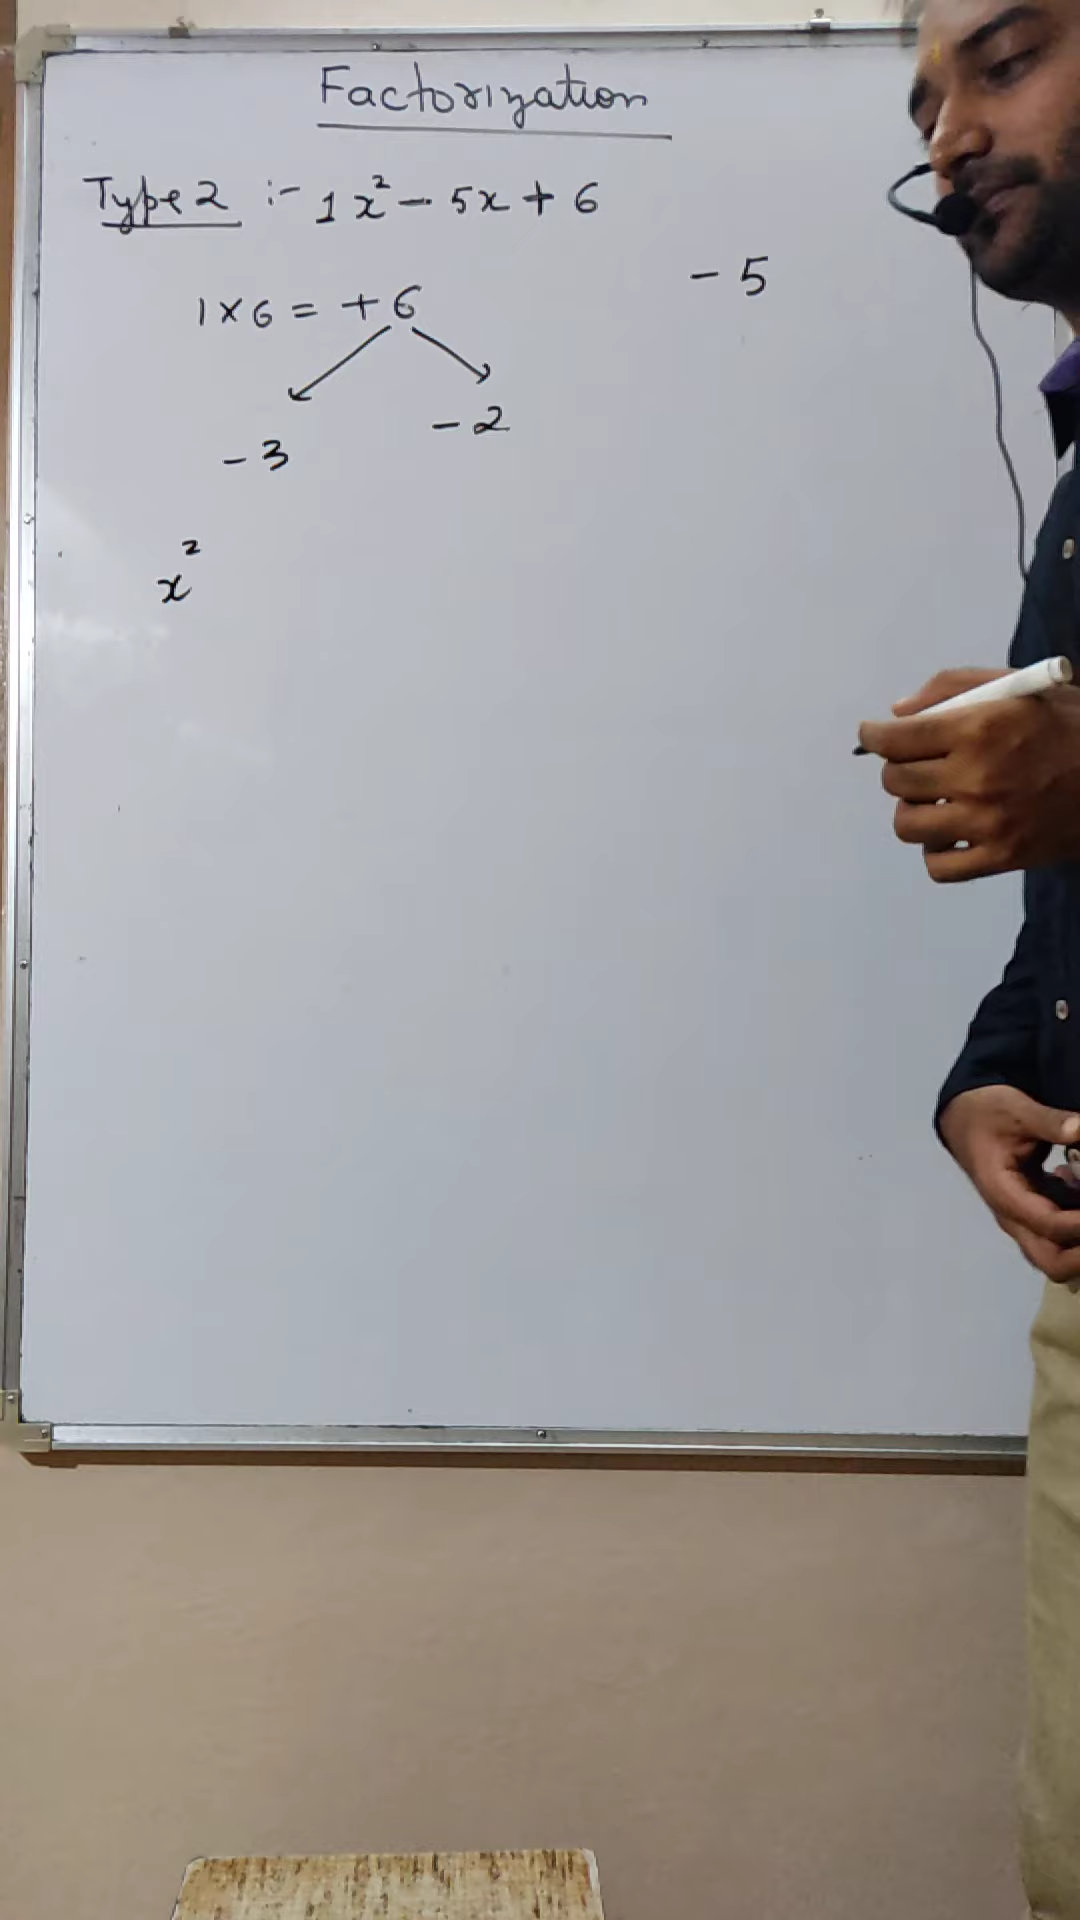 Factorization
Type 2 :- 1x² - 5x + 6
- 5
1 × 6 = + 6
- 3 - 2
x²